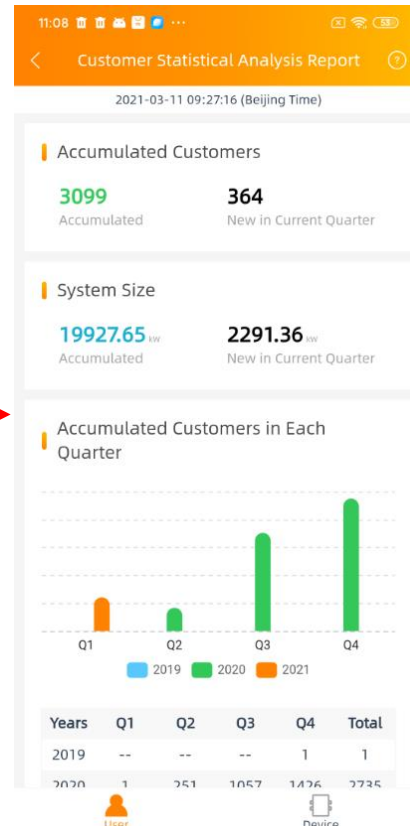 11:08
53
Customer Statistical Analysis Report
2021-03-11 09:27:16 (Beijing Time)
Accumulated Customers
3099 364
Accumulated New in Current Quarter
System Size
19927.65 kW 2291.36 kW
Accumulated New in Current Quarter
Accumulated Customers in Each
Quarter
Q1 Q2 Q3 Q4
2019 2020 2021
Years Q1 Q2 Q3 Q4 Total
2019 -- -- -- 1 1
2020 1 251 1057 1426 2735
User Device